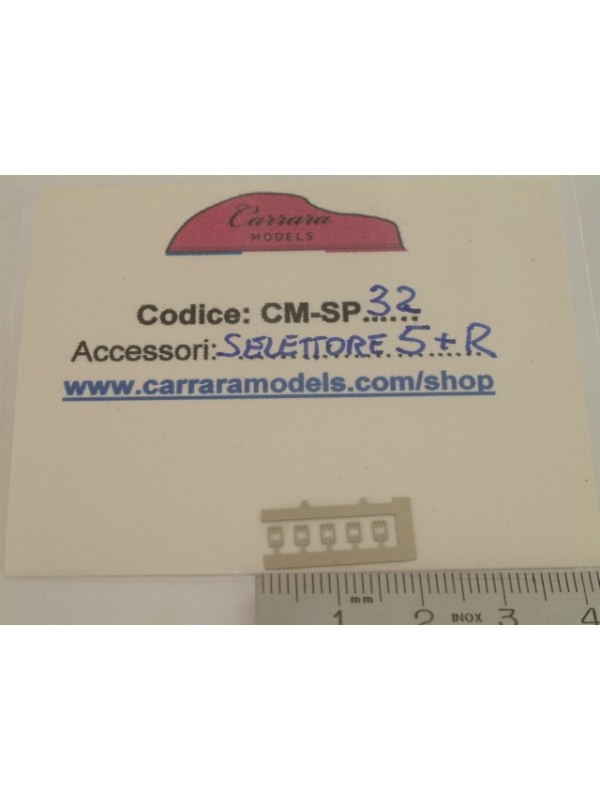 Carrara
MODELS
Codice: CM-SP...32...
Accessori: SELETTORE 5+R
www.carraramodels.com/shop
mm
1 2 INOX 3 4